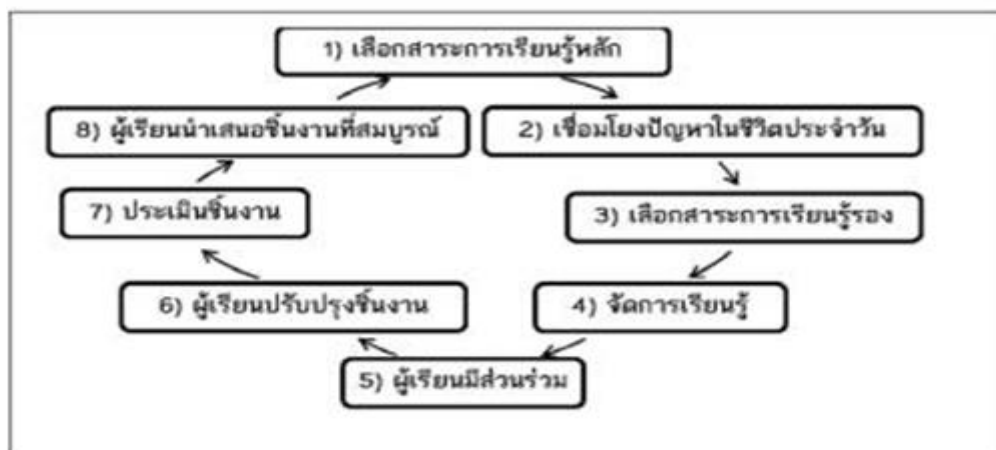 1) เลือกสาระการเรียนรู้หลัก
2) เชื่อมโยงปัญหาในชีวิตประจำวัน
3) เลือกสาระการเรียนรู้รอง
4) จัดการเรียนรู้
5) ผู้เรียนมีส่วนร่วม
6) ผู้เรียนปรับปรุงชิ้นงาน
7) ประเมินชิ้นงาน
8) ผู้เรียนนำเสนอชิ้นงานที่สมบูรณ์